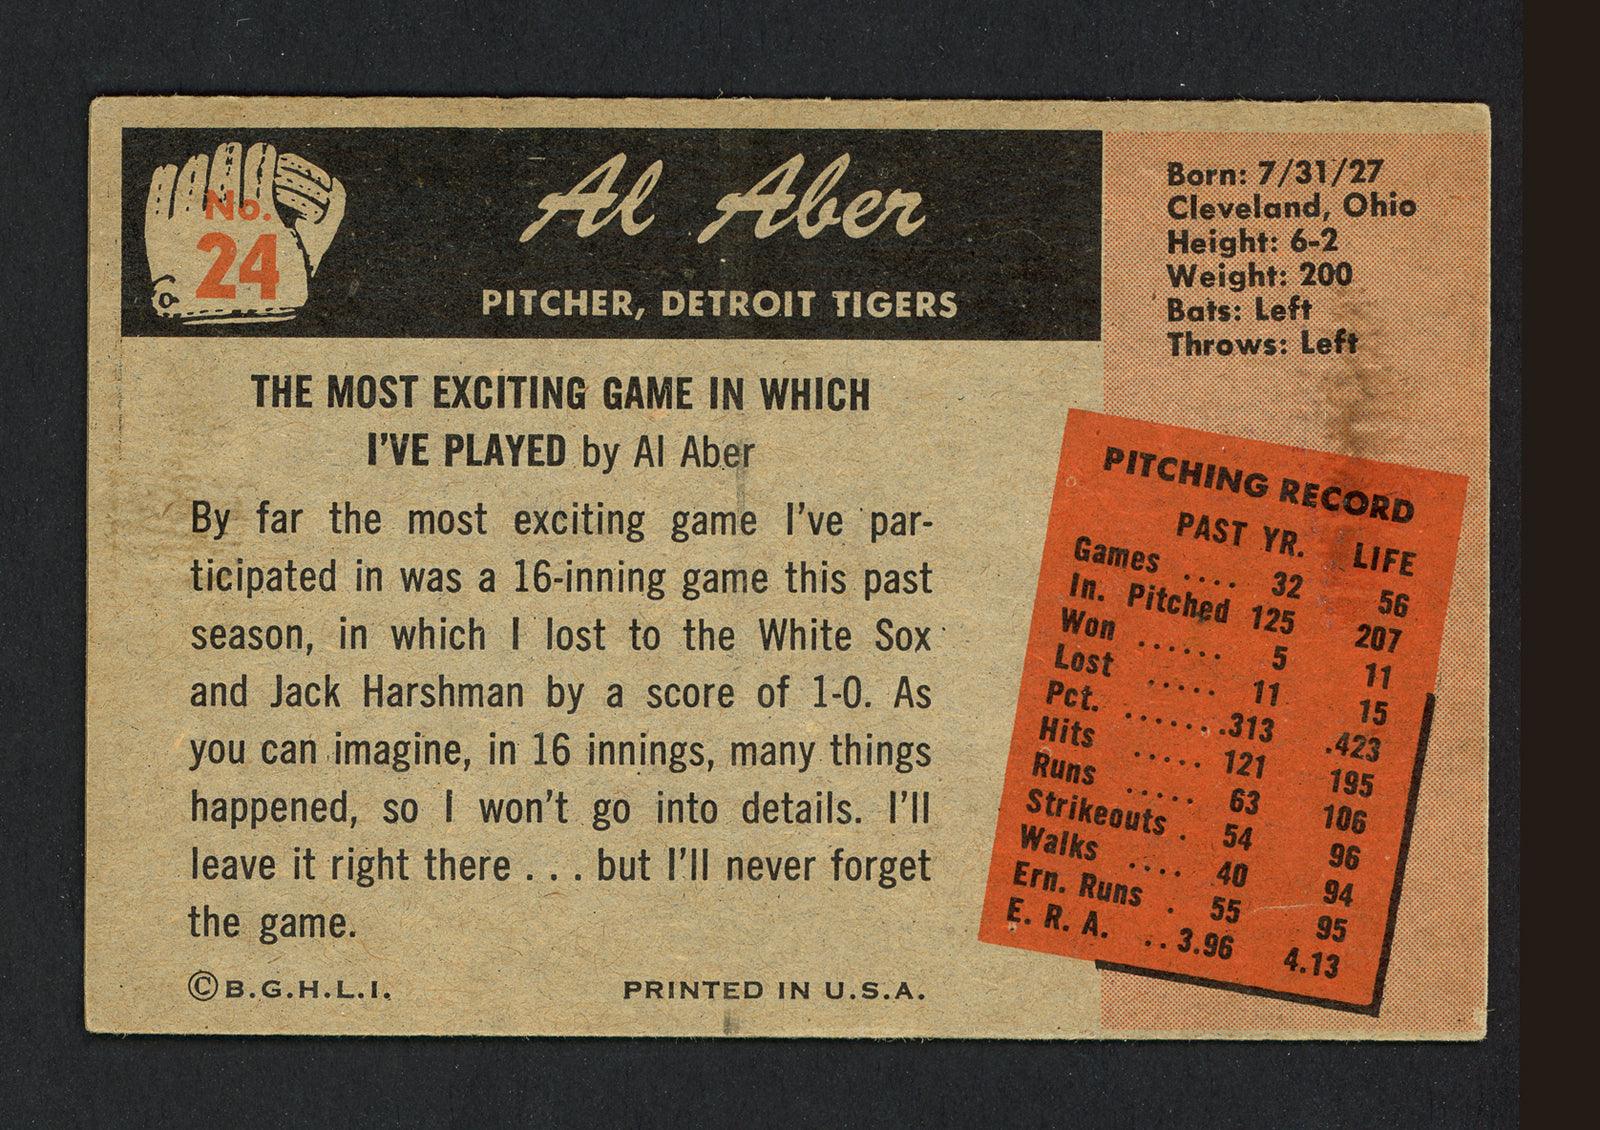 No.
24
Al Aber
PITCHER, DETROIT TIGERS
Born: 7/31/27
Cleveland, Ohio
Height: 6-2
Weight: 200
Bats: Left
Throws: Left
THE MOST EXCITING GAME IN WHICH
I'VE PLAYED by Al Aber
By far the most exciting game I've par-
ticipated in was a 16-inning game this past
season, in which I lost to the White Sox
and Jack Harshman by a score of 1-0. As
you can imagine, in 16 innings, many things
happened, so I won't go into details. I'll
leave it right there . . . but I'll never forget
the game.
© B.G.H.L.I. PRINTED IN U.S.A.
PITCHING RECORD
PAST YR. LIFE
Games .... 32 56
In. Pitched 125 207
Won ...... 5 11
Lost ..... 11 15
Pct. .......313 .423
Hits ..... 121 195
Runs ..... 63 106
Strikeouts . 54 96
Walks .... 40 94
Ern. Runs . 55 95
E. R. A. ..3.96 4.13